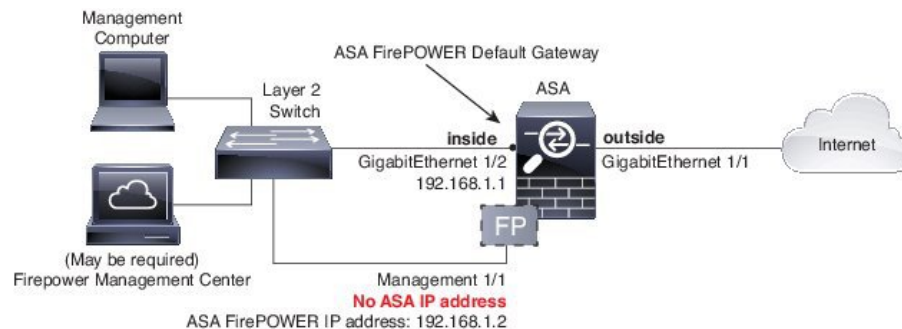 Management
Computer
ASA FirePOWER Default Gateway
Layer 2
Switch
ASA
inside
outside
GigabitEthernet 1/2
GigabitEthernet 1/1
192.168.1.1
Internet
FP
(May be required)
Firepower Management Center
Management 1/1
No ASA IP address
ASA FirePOWER IP address: 192.168.1.2